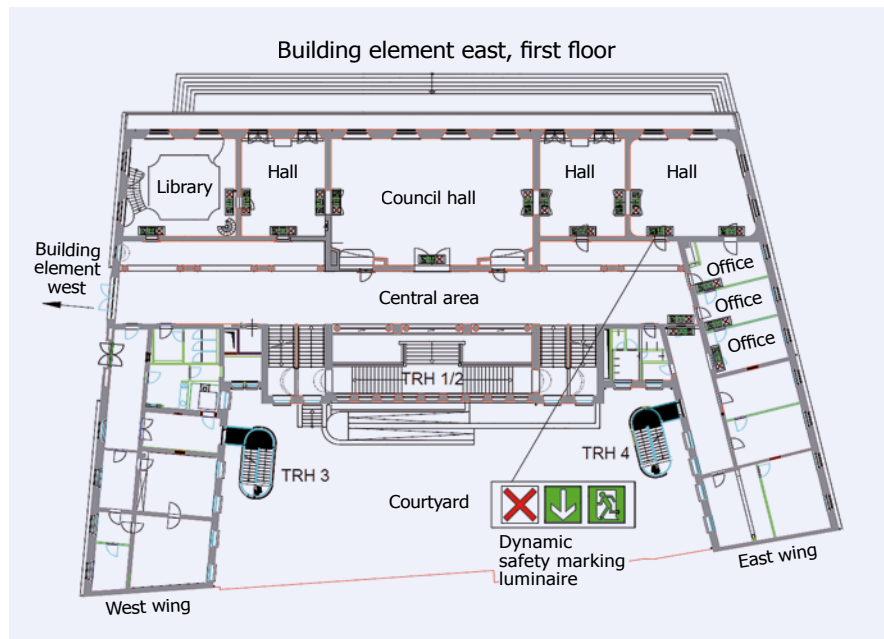 Building element east, first floor
Library
Hall
Council hall
Hall
Hall
Building
element
west
Central area
Office
Office
Office
TRH 1/2
TRH 3
TRH 4
Courtyard
Dynamic
safety marking
luminaire
East wing
West wing